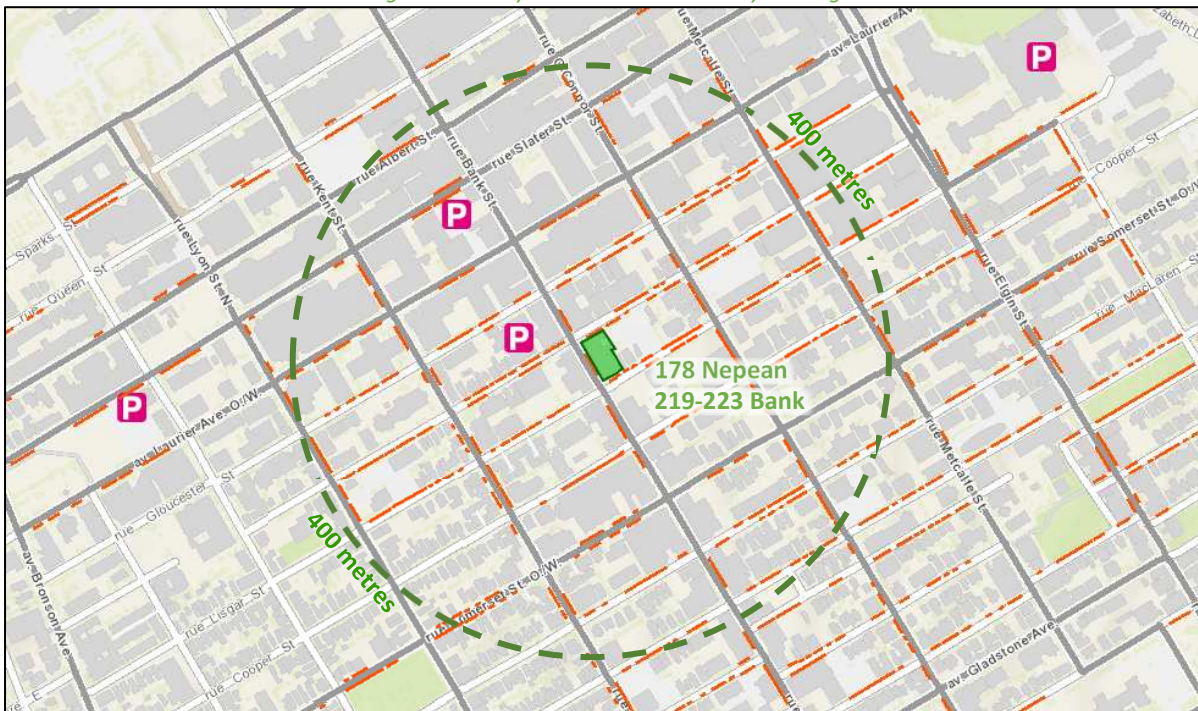 av. Laurier Av
rue O'Connor St.
rue Metcalfe St.
P
400 metres
rue Albert St.
rue Slater St.
rue Bank St.
rue Kent St.
Cooper St
rue Somerset St. O/W
rue MacLaren St
rue Elgin St.
P
Sparks S
rue Queen St
rue Lyon St. N
P
178 Nepean
219-223 Bank
P
av. Laurier Ave. O./W.
rue Gloucester St
400 metres
rue Metcalfe St.
av. Bronson Ave.
rue Lisgar St
rue Somerset St. O./W.
rue Cooper St
av. Gladstone Ave.
rue
E